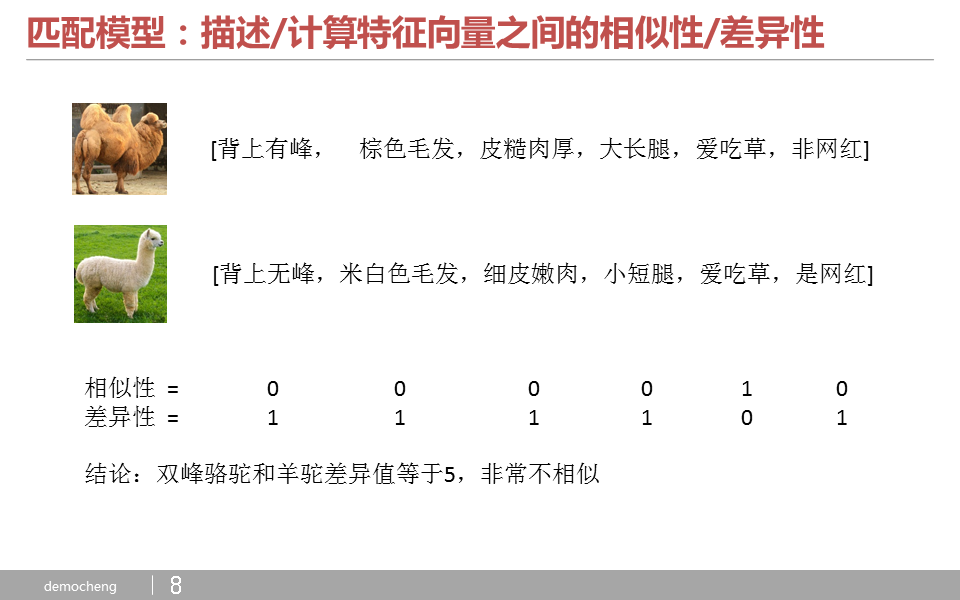 匹配模型：描述/计算特征向量之间的相似性/差异性
[背上有峰， 棕色毛发，皮糙肉厚，大长腿，爱吃草，非网红]
[背上无峰，米白色毛发，细皮嫩肉，小短腿，爱吃草，是网红]
相似性 = 0 0 0 0 1 0
差异性 = 1 1 1 1 0 1
结论：双峰骆驼和羊驼差异值等于5，非常不相似
democheng 8